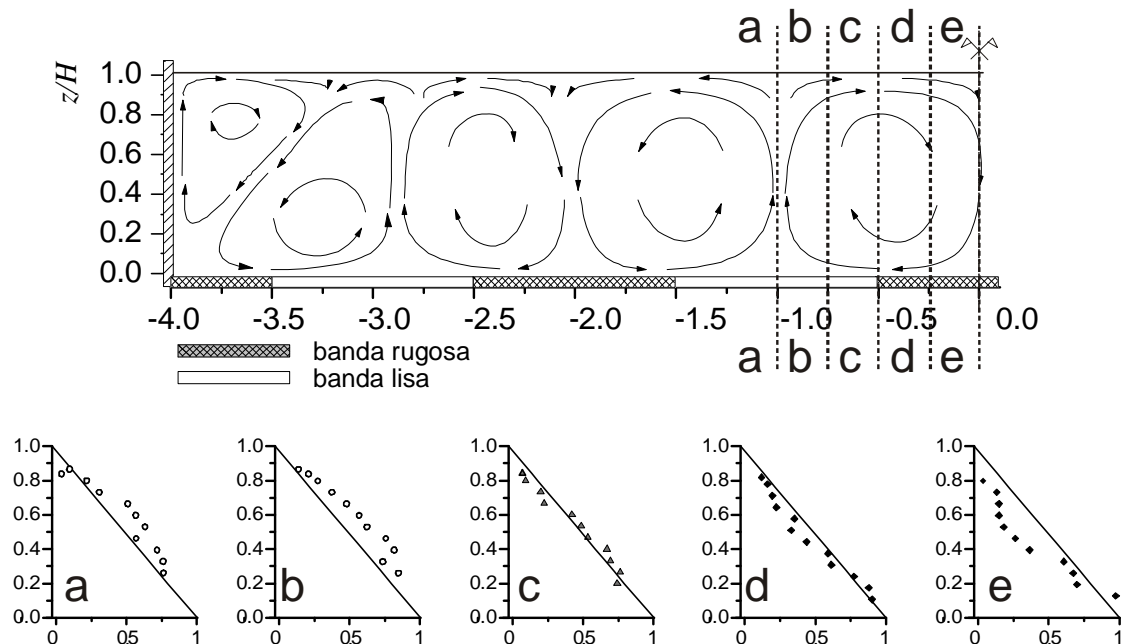 a b c d e
z/H
1.0
0.8
0.6
0.4
0.2
0.0
-4.0 -3.5 -3.0 -2.5 -2.0 -1.5 -1.0 -0.5 0.0
a b c d e
banda rugosa
banda lisa
1.0 1.0 1.0 1.0 1.0
0.8 0.8 0.8 0.8 0.8
0.6 0.6 0.6 0.6 0.6
0.4 0.4 0.4 0.4 0.4
0.2 0.2 0.2 0.2 0.2
a b c d e
0.0 0.0 0.0 0.0 0.0
0 05 1 0 05 1 0 05 1 0 05 1 0 05 1